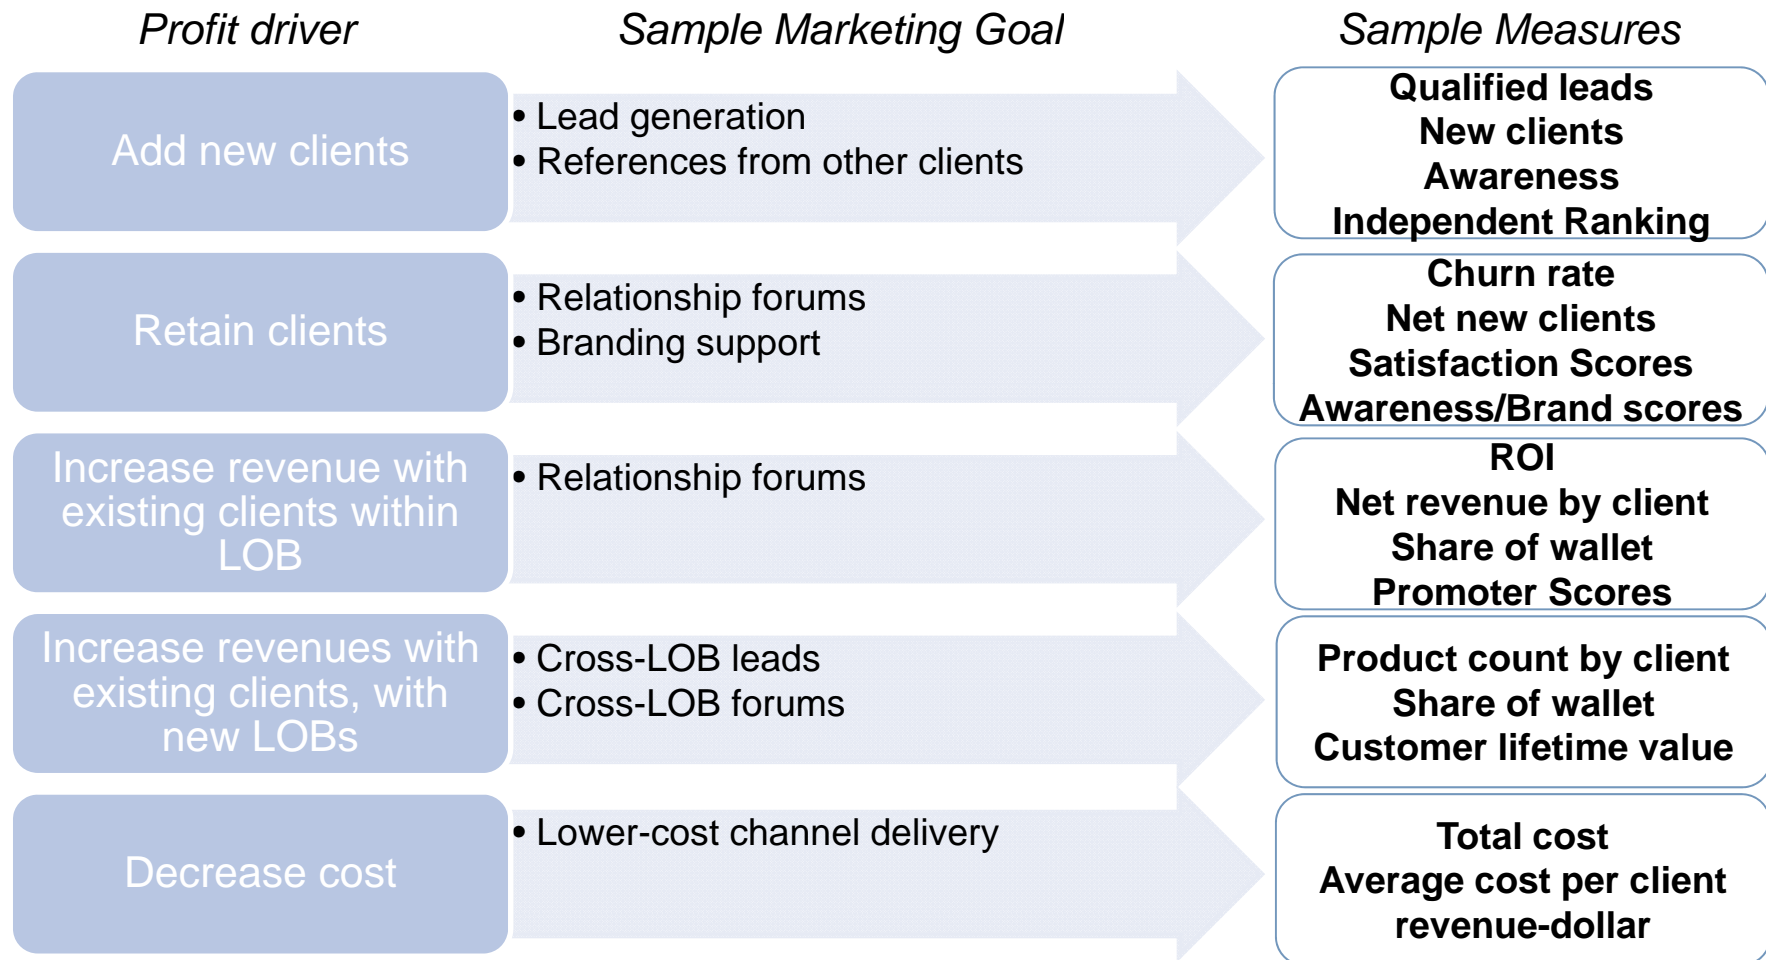 Profit driver
Sample Marketing Goal
Sample Measures
Add new clients
• Lead generation
• References from other clients
Qualified leads
New clients
Awareness
Independent Ranking
Retain clients
• Relationship forums
• Branding support
Churn rate
Net new clients
Satisfaction Scores
Awareness/Brand scores
Increase revenue with
existing clients within
LOB
• Relationship forums
ROI
Net revenue by client
Share of wallet
Promoter Scores
Increase revenues with
existing clients, with
new LOBs
• Cross-LOB leads
• Cross-LOB forums
Product count by client
Share of wallet
Customer lifetime value
Decrease cost
• Lower-cost channel delivery
Total cost
Average cost per client
revenue-dollar